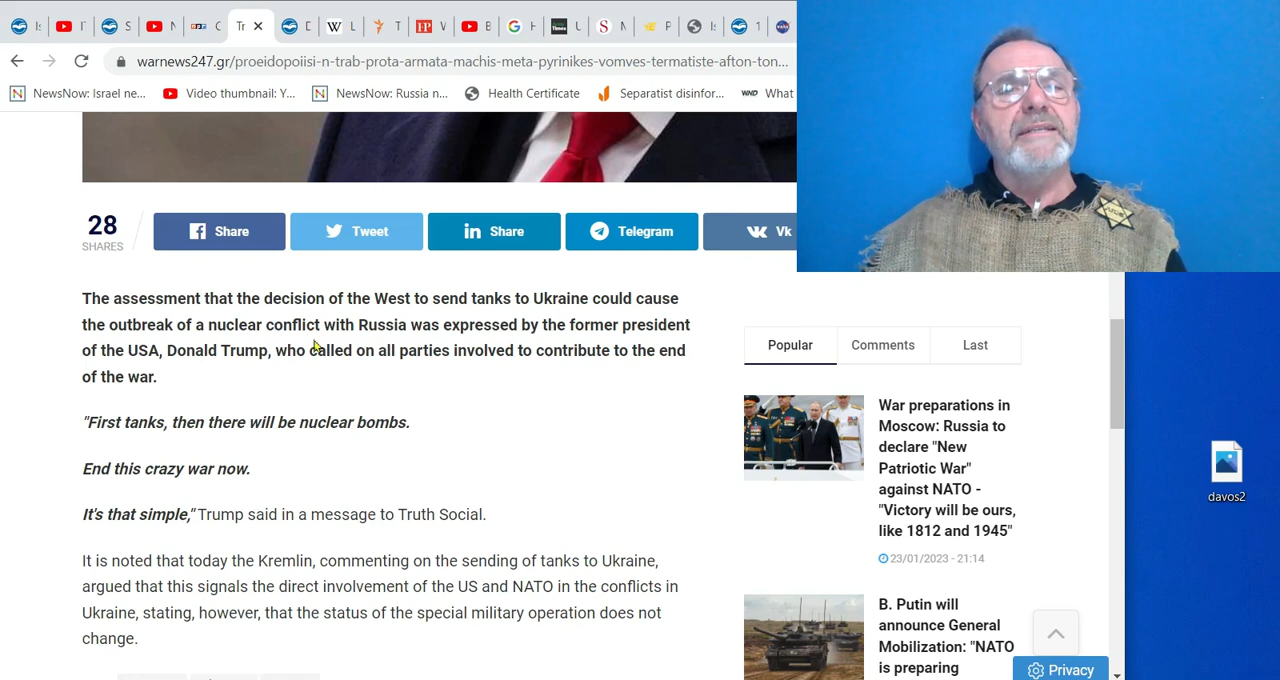 Tr
warnews247.gr/proeidopoiisi-n-trab-prota-armata-machis-meta-pyrinikes-vomves-termatiste-afton-ton...
NewsNow: Israel ne... Video thumbnail: Y... NewsNow: Russia n... Health Certificate Separatist disinfor... WND What
28
SHARES
Share Tweet Share Telegram Vk
The assessment that the decision of the West to send tanks to Ukraine could cause
the outbreak of a nuclear conflict with Russia was expressed by the former president
of the USA, Donald Trump, who called on all parties involved to contribute to the end
of the war.
"First tanks, then there will be nuclear bombs.
End this crazy war now.
It's that simple," Trump said in a message to Truth Social.
It is noted that today the Kremlin, commenting on the sending of tanks to Ukraine,
argued that this signals the direct involvement of the US and NATO in the conflicts in
Ukraine, stating, however, that the status of the special military operation does not
change.
Popular Comments Last
War preparations in
Moscow: Russia to
declare "New
Patriotic War"
against NATO -
"Victory will be ours,
like 1812 and 1945"
23/01/2023 - 21:14
B. Putin will
announce General
Mobilization: "NATO
is preparing
Privacy
davos2